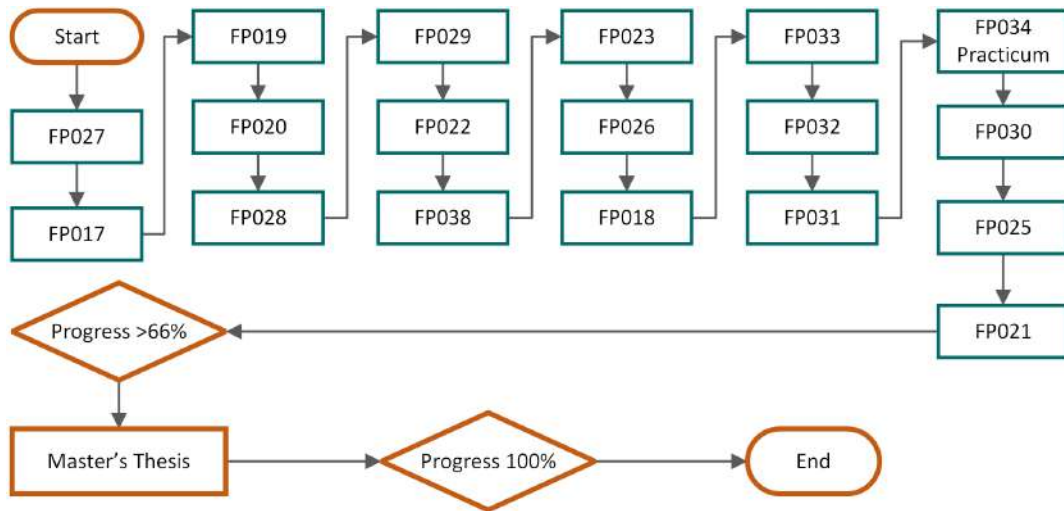 Start
FP027
FP017
FP019
FP020
FP028
FP029
FP022
FP038
FP023
FP026
FP018
FP033
FP032
FP031
FP034
Practicum
FP030
FP025
FP021
Progress >66%
Master's Thesis
Progress 100%
End